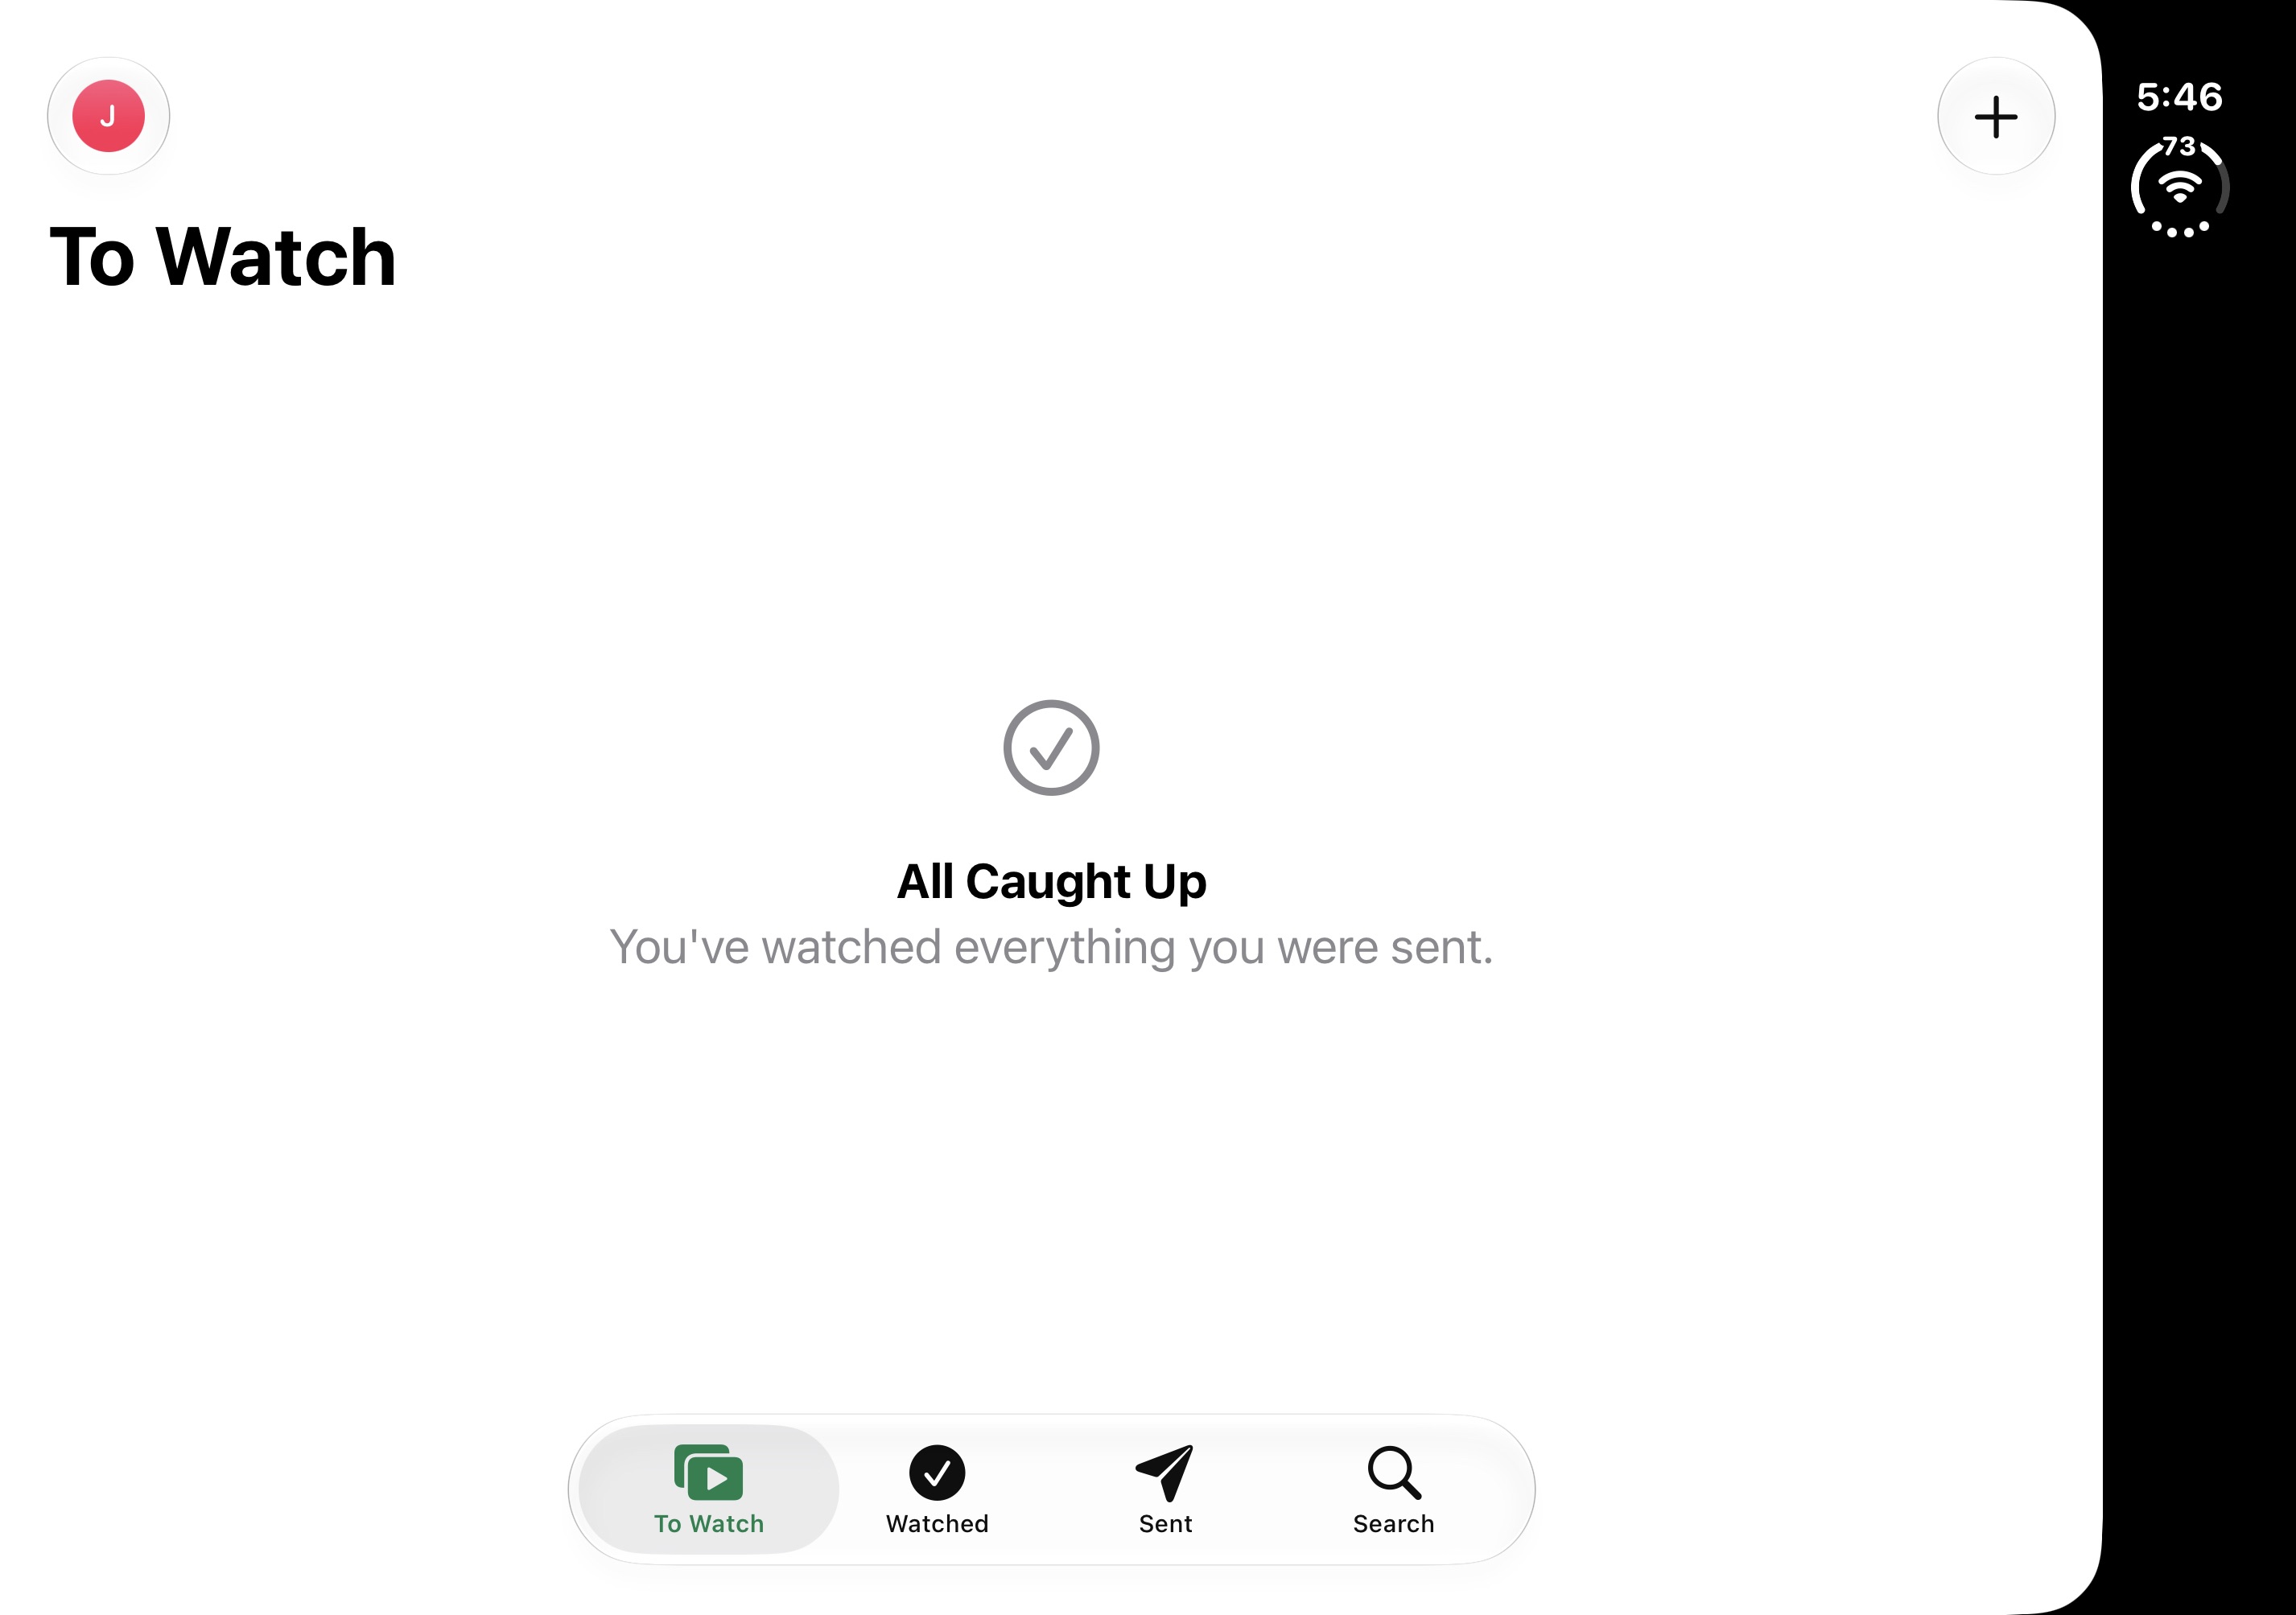 J
5:46
73
To Watch
All Caught Up
You've watched everything you were sent.
To Watch
Watched
Sent
Search